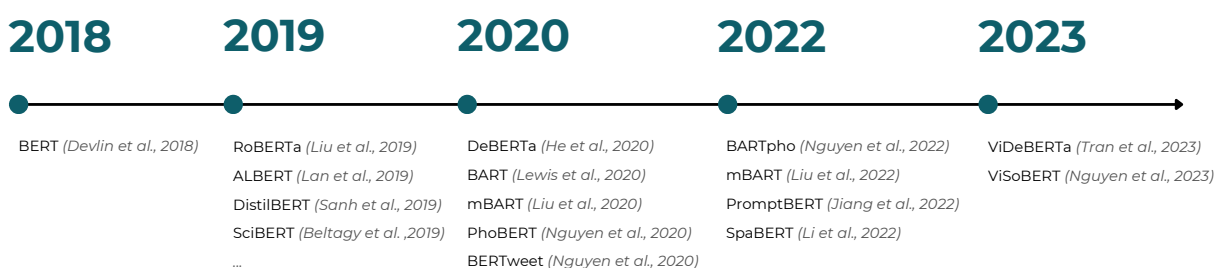 2018
2019
2020
2022
2023
BERT (Devlin et al., 2018)
RoBERTa (Liu et al., 2019)
ALBERT (Lan et al., 2019)
DistilBERT (Sanh et al., 2019)
SciBERT (Beltagy et al. ,2019)
...
DeBERTa (He et al., 2020)
BART (Lewis et al., 2020)
mBART (Liu et al., 2020)
PhoBERT (Nguyen et al., 2020)
BERTweet (Nguyen et al., 2020)
BARTpho (Nguyen et al., 2022)
mBART (Liu et al., 2022)
PromptBERT (Jiang et al., 2022)
SpaBERT (Li et al., 2022)
ViDeBERTa (Tran et al., 2023)
ViSoBERT (Nguyen et al., 2023)